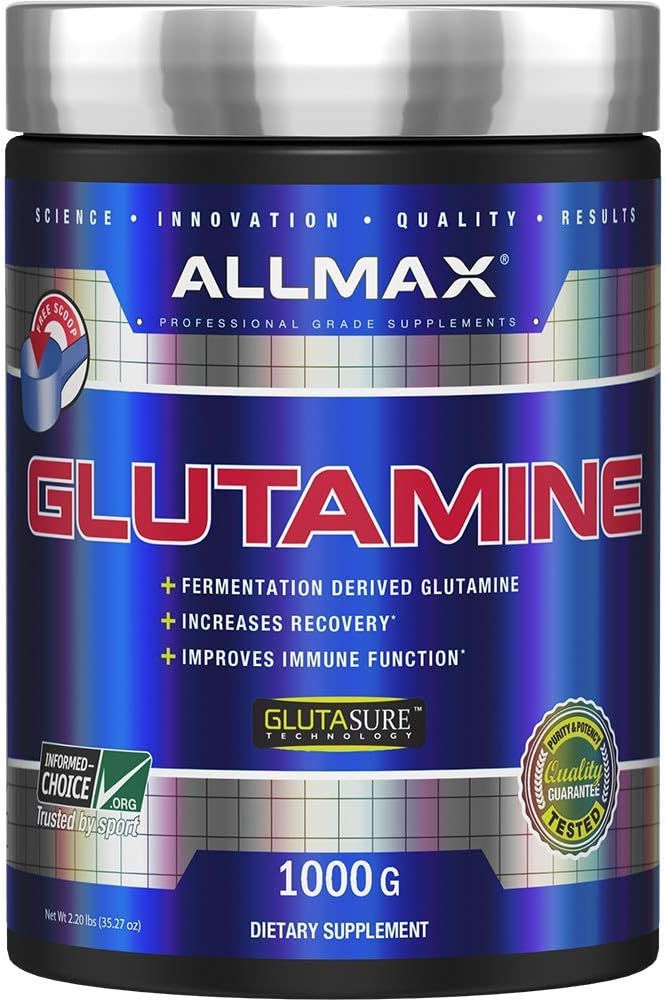 SCIENCE • INNOVATION • QUALITY • RESULTS
ALLMAX®
• PROFESSIONAL GRADE SUPPLEMENTS •
FREE SCOOP
GLUTAMINE
+ FERMENTATION DERIVED GLUTAMINE
+ INCREASES RECOVERY*
+ IMPROVES IMMUNE FUNCTION*
GLUTASURE™
TECHNOLOGY
INFORMED-
CHOICE
.ORG
Trusted by sport
PURITY & POTENCY
Quality
GUARANTEE
TESTED
1000 G
Net Wt 2.20 lbs (35.27 oz)
DIETARY SUPPLEMENT